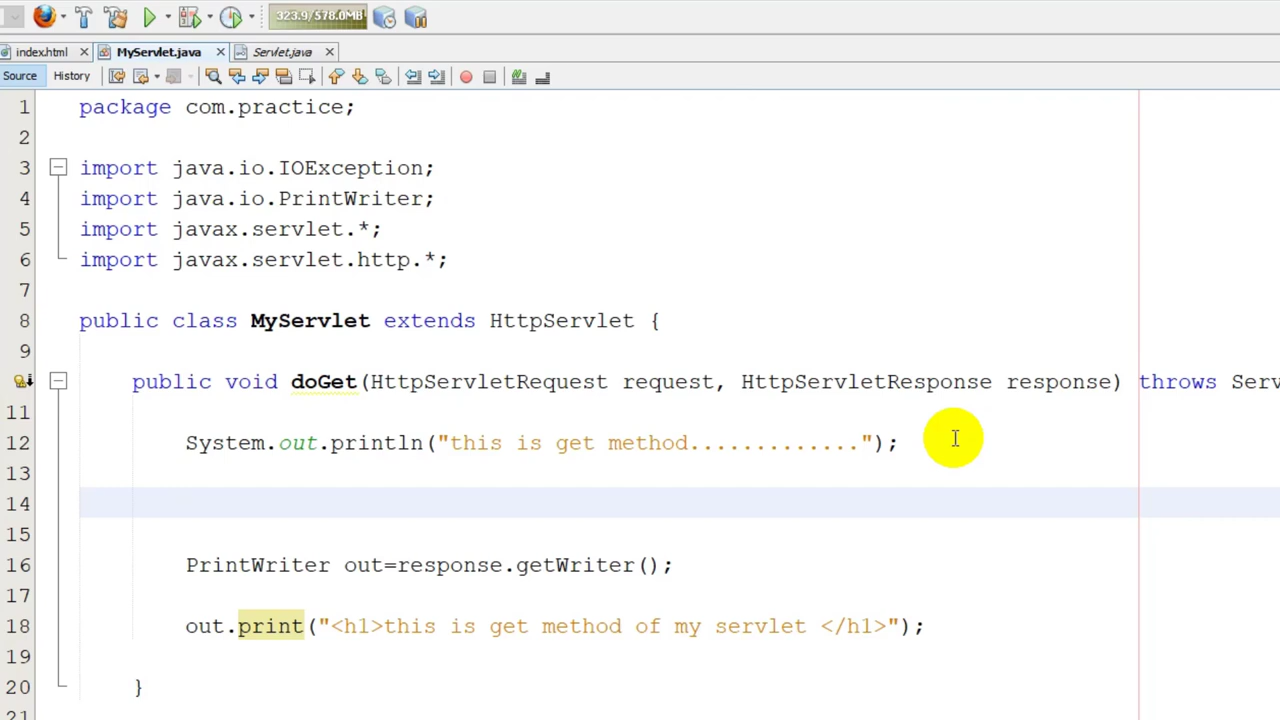 323.9/578.0MB
index.html MyServlet.java Servlet.java
Source History
1 package com.practice;
2
3 import java.io.IOException;
4 import java.io.PrintWriter;
5 import javax.servlet.*;
6 import javax.servlet.http.*;
7
8 public class MyServlet extends HttpServlet {
9
public void doGet(HttpServletRequest request, HttpServletResponse response) throws Serv
11
12 System.out.println("this is get method.............");
13
14
15
16 PrintWriter out=response.getWriter();
17
18 out.print("<h1>this is get method of my servlet </h1>");
19
20 }
21